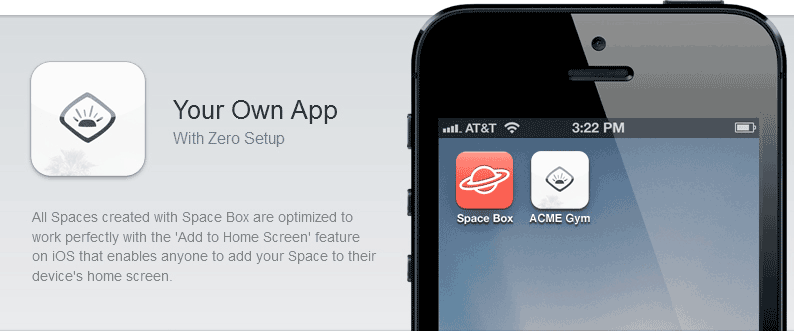 Your Own App
With Zero Setup
All Spaces created with Space Box are optimized to
work perfectly with the 'Add to Home Screen' feature
on iOS that enables anyone to add your Space to their
device's home screen.
AT&T 3:22 PM
Space Box ACME Gym